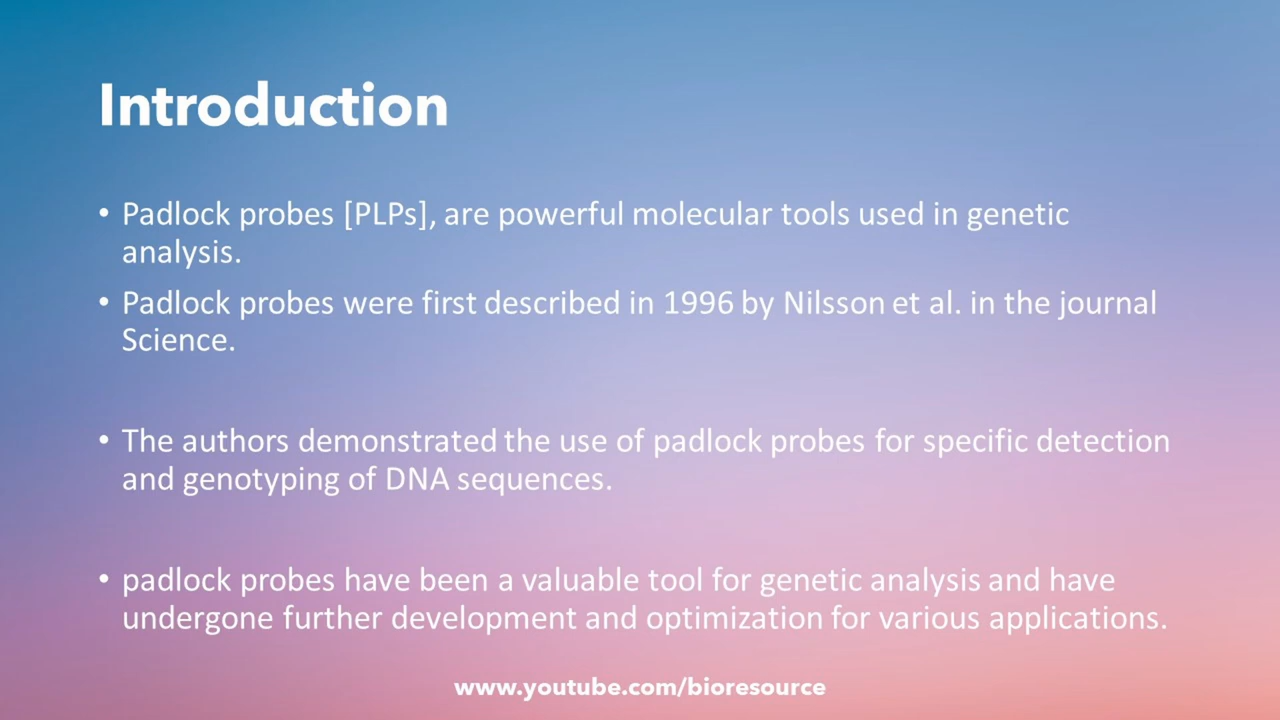 Introduction
• Padlock probes [PLPs], are powerful molecular tools used in genetic
analysis.
• Padlock probes were first described in 1996 by Nilsson et al. in the journal
Science.
• The authors demonstrated the use of padlock probes for specific detection
and genotyping of DNA sequences.
• padlock probes have been a valuable tool for genetic analysis and have
undergone further development and optimization for various applications.
www.youtube.com/bioresource